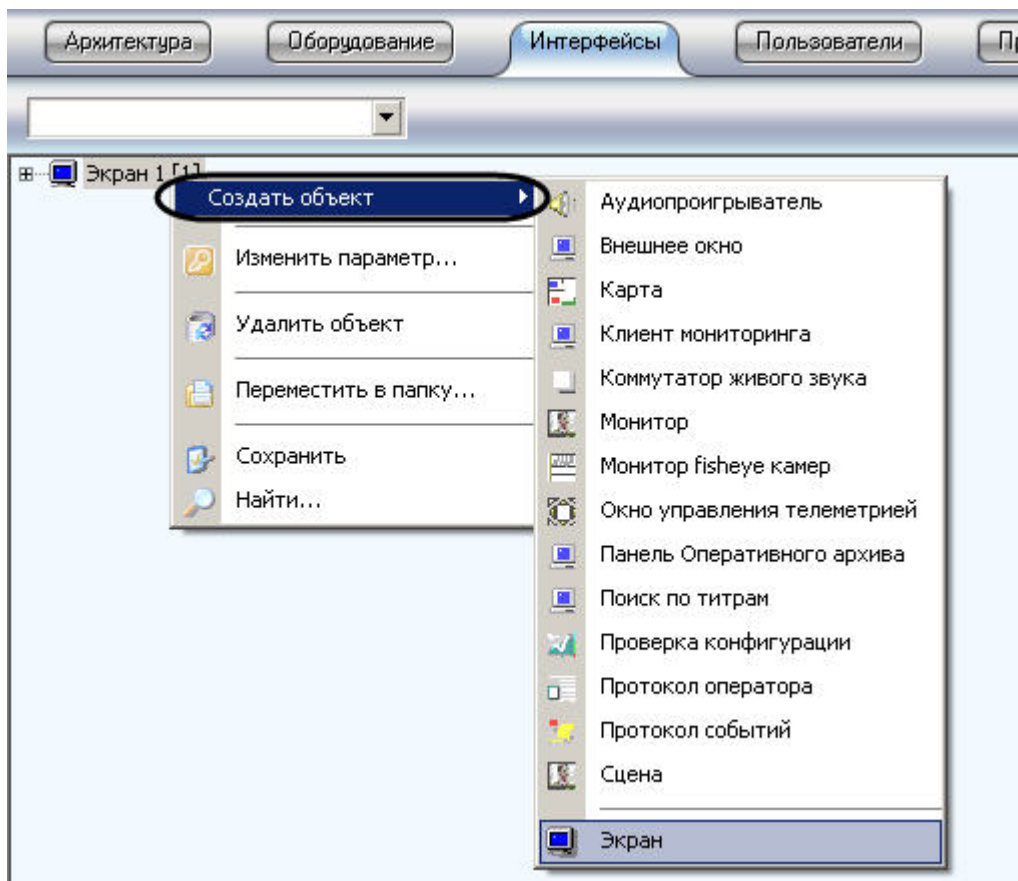 Архитектура
Оборудование
Интерфейсы
Пользователи
Экран 1 [1]
Создать объект
Изменить параметр...
Удалить объект
Переместить в папку...
Сохранить
Найти...
Аудиопроигрыватель
Внешнее окно
Карта
Клиент мониторинга
Коммутатор живого звука
Монитор
Монитор fisheye камер
Окно управления телеметрией
Панель Оперативного архива
Поиск по титрам
Проверка конфигурации
Протокол оператора
Протокол событий
Сцена
Экран